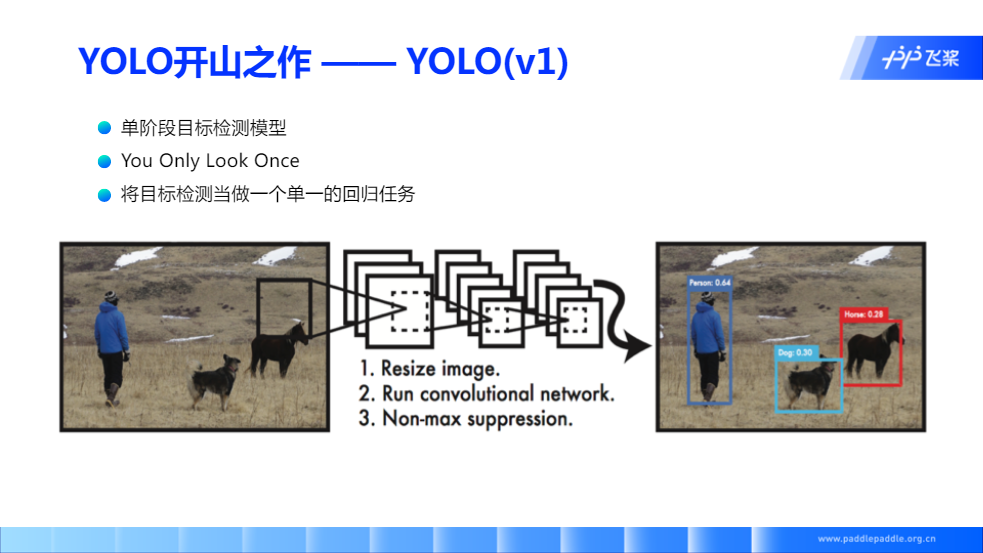 YOLO开山之作 —— YOLO(v1)
飞桨
单阶段目标检测模型
You Only Look Once
将目标检测当做一个单一的回归任务
1. Resize image.
2. Run convolutional network.
3. Non-max suppression.
Person: 0.64
Horse: 0.28
Dog: 0.30
www.paddlepaddle.org.cn